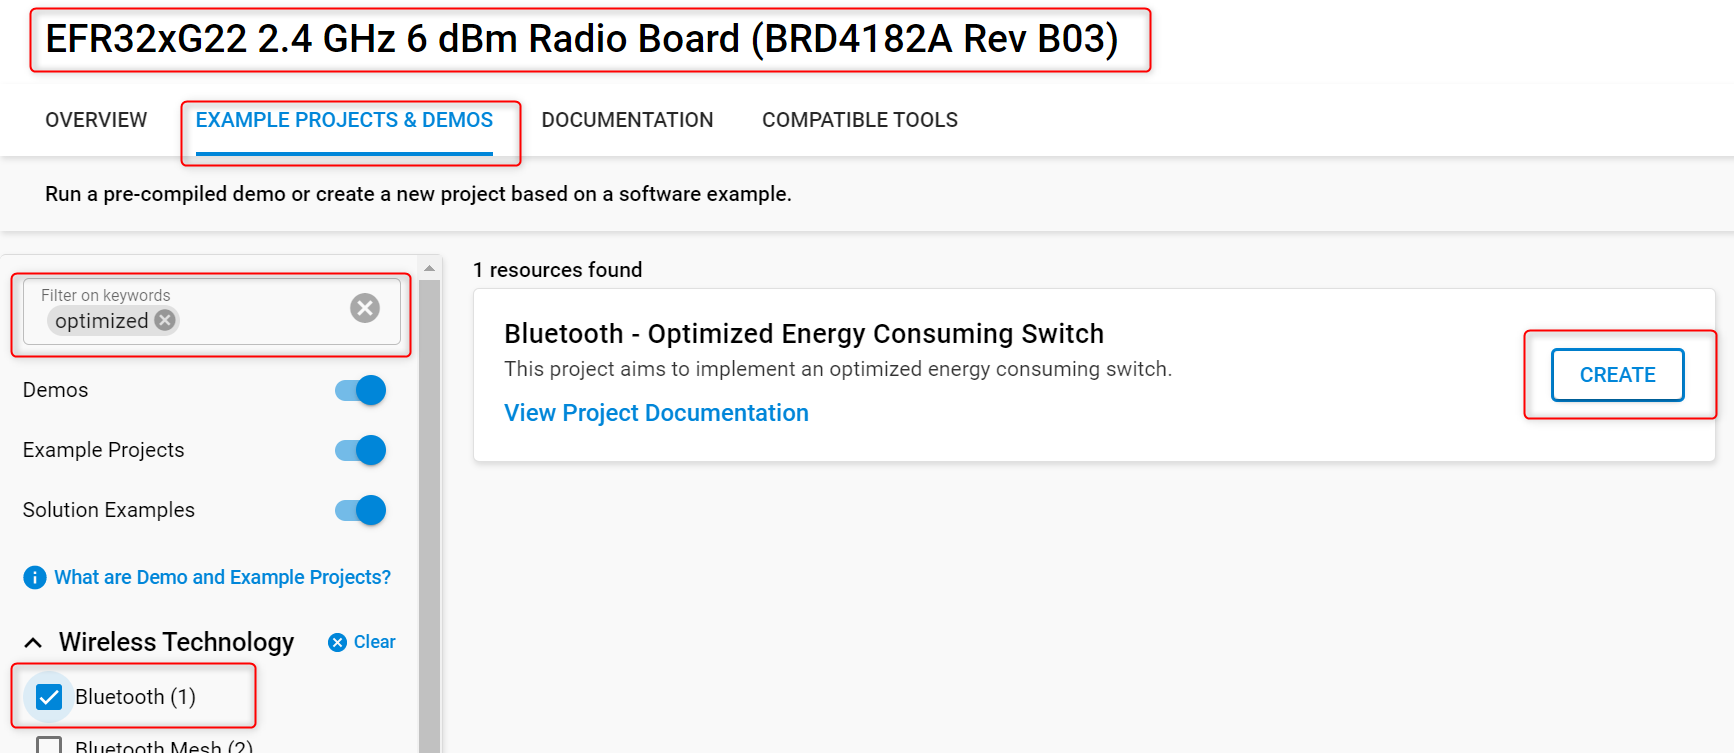 EFR32xG22 2.4 GHz 6 dBm Radio Board (BRD4182A Rev B03)
OVERVIEW
EXAMPLE PROJECTS & DEMOS
DOCUMENTATION
COMPATIBLE TOOLS
Run a pre-compiled demo or create a new project based on a software example.
Filter on keywords
optimized
Demos
Example Projects
Solution Examples
What are Demo and Example Projects?
Wireless Technology
Clear
Bluetooth (1)
Bluetooth Mesh (2)
1 resources found
Bluetooth - Optimized Energy Consuming Switch
This project aims to implement an optimized energy consuming switch.
View Project Documentation
CREATE